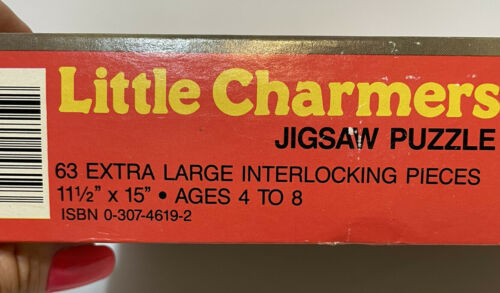 Little Charmers
JIGSAW PUZZLE
63 EXTRA LARGE INTERLOCKING PIECES
11½" x 15" • AGES 4 TO 8
ISBN 0-307-4619-2